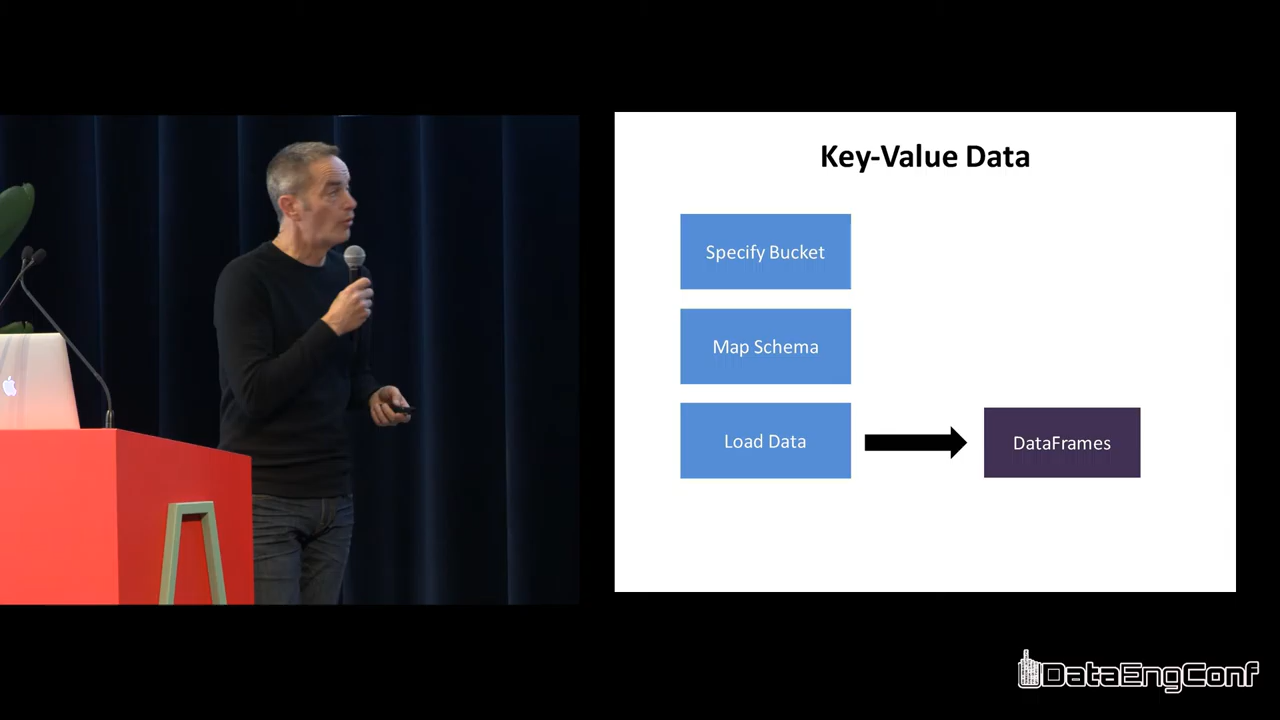 Key-Value Data
Specify Bucket
Map Schema
Load Data
DataFrames
DataEngConf